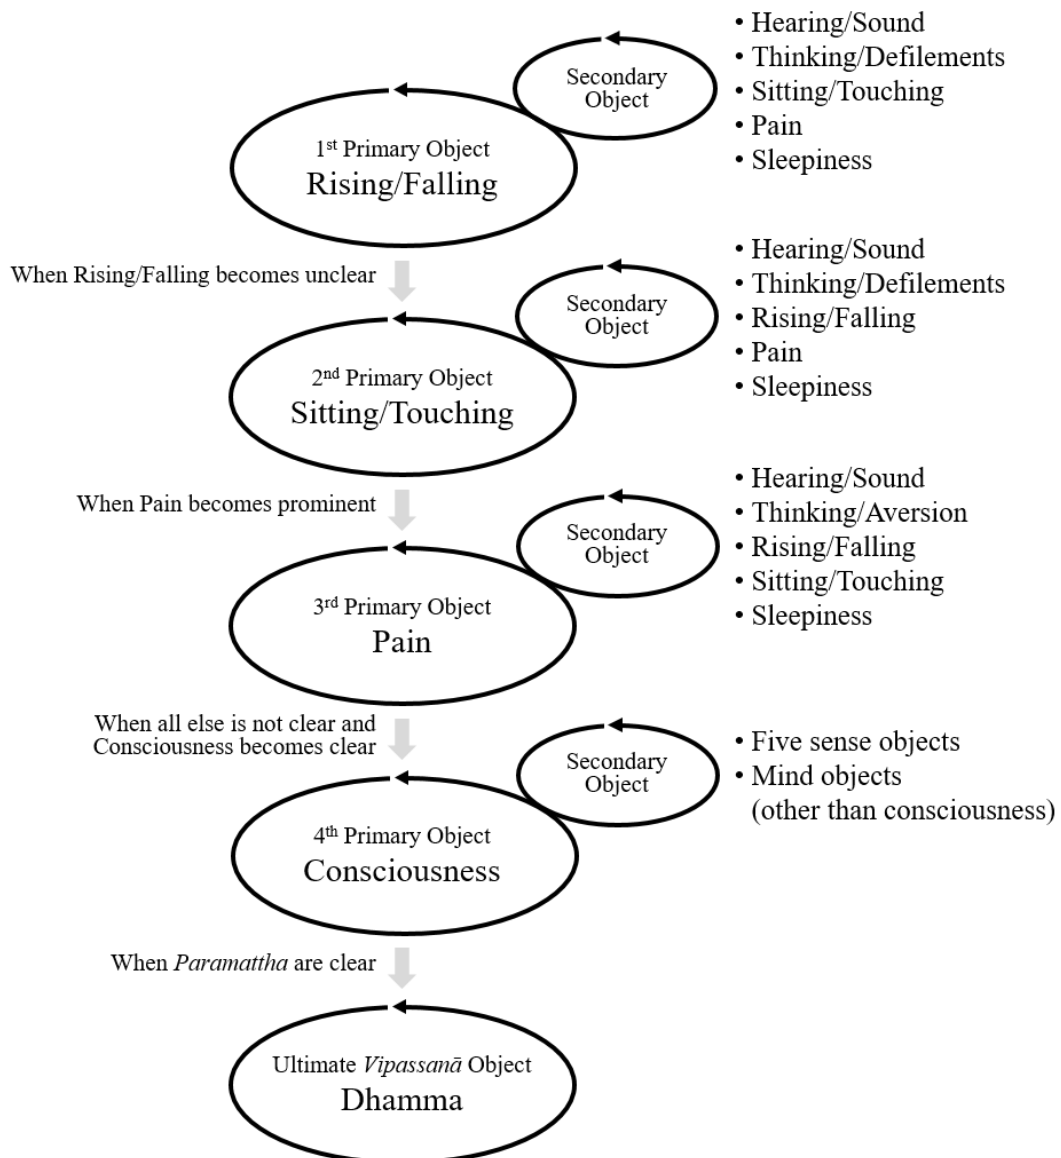 Secondary
Object
• Hearing/Sound
• Thinking/Defilements
• Sitting/Touching
• Pain
• Sleepiness
1st Primary Object
Rising/Falling
When Rising/Falling becomes unclear
Secondary
Object
• Hearing/Sound
• Thinking/Defilements
• Rising/Falling
• Pain
• Sleepiness
2nd Primary Object
Sitting/Touching
When Pain becomes prominent
Secondary
Object
• Hearing/Sound
• Thinking/Aversion
• Rising/Falling
• Sitting/Touching
• Sleepiness
3rd Primary Object
Pain
When all else is not clear and
Consciousness becomes clear
Secondary
Object
• Five sense objects
• Mind objects
(other than consciousness)
4th Primary Object
Consciousness
When Paramattha are clear
Ultimate Vipassanā Object
Dhamma